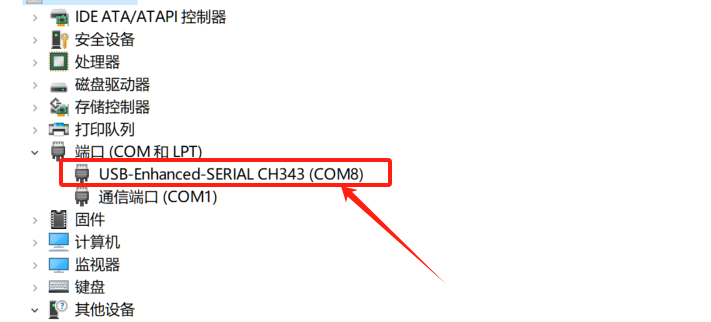 IDE ATA/ATAPI 控制器
安全设备
处理器
磁盘驱动器
存储控制器
打印队列
端口 (COM 和 LPT)
USB-Enhanced-SERIAL CH343 (COM8)
通信端口 (COM1)
固件
计算机
监视器
键盘
其他设备